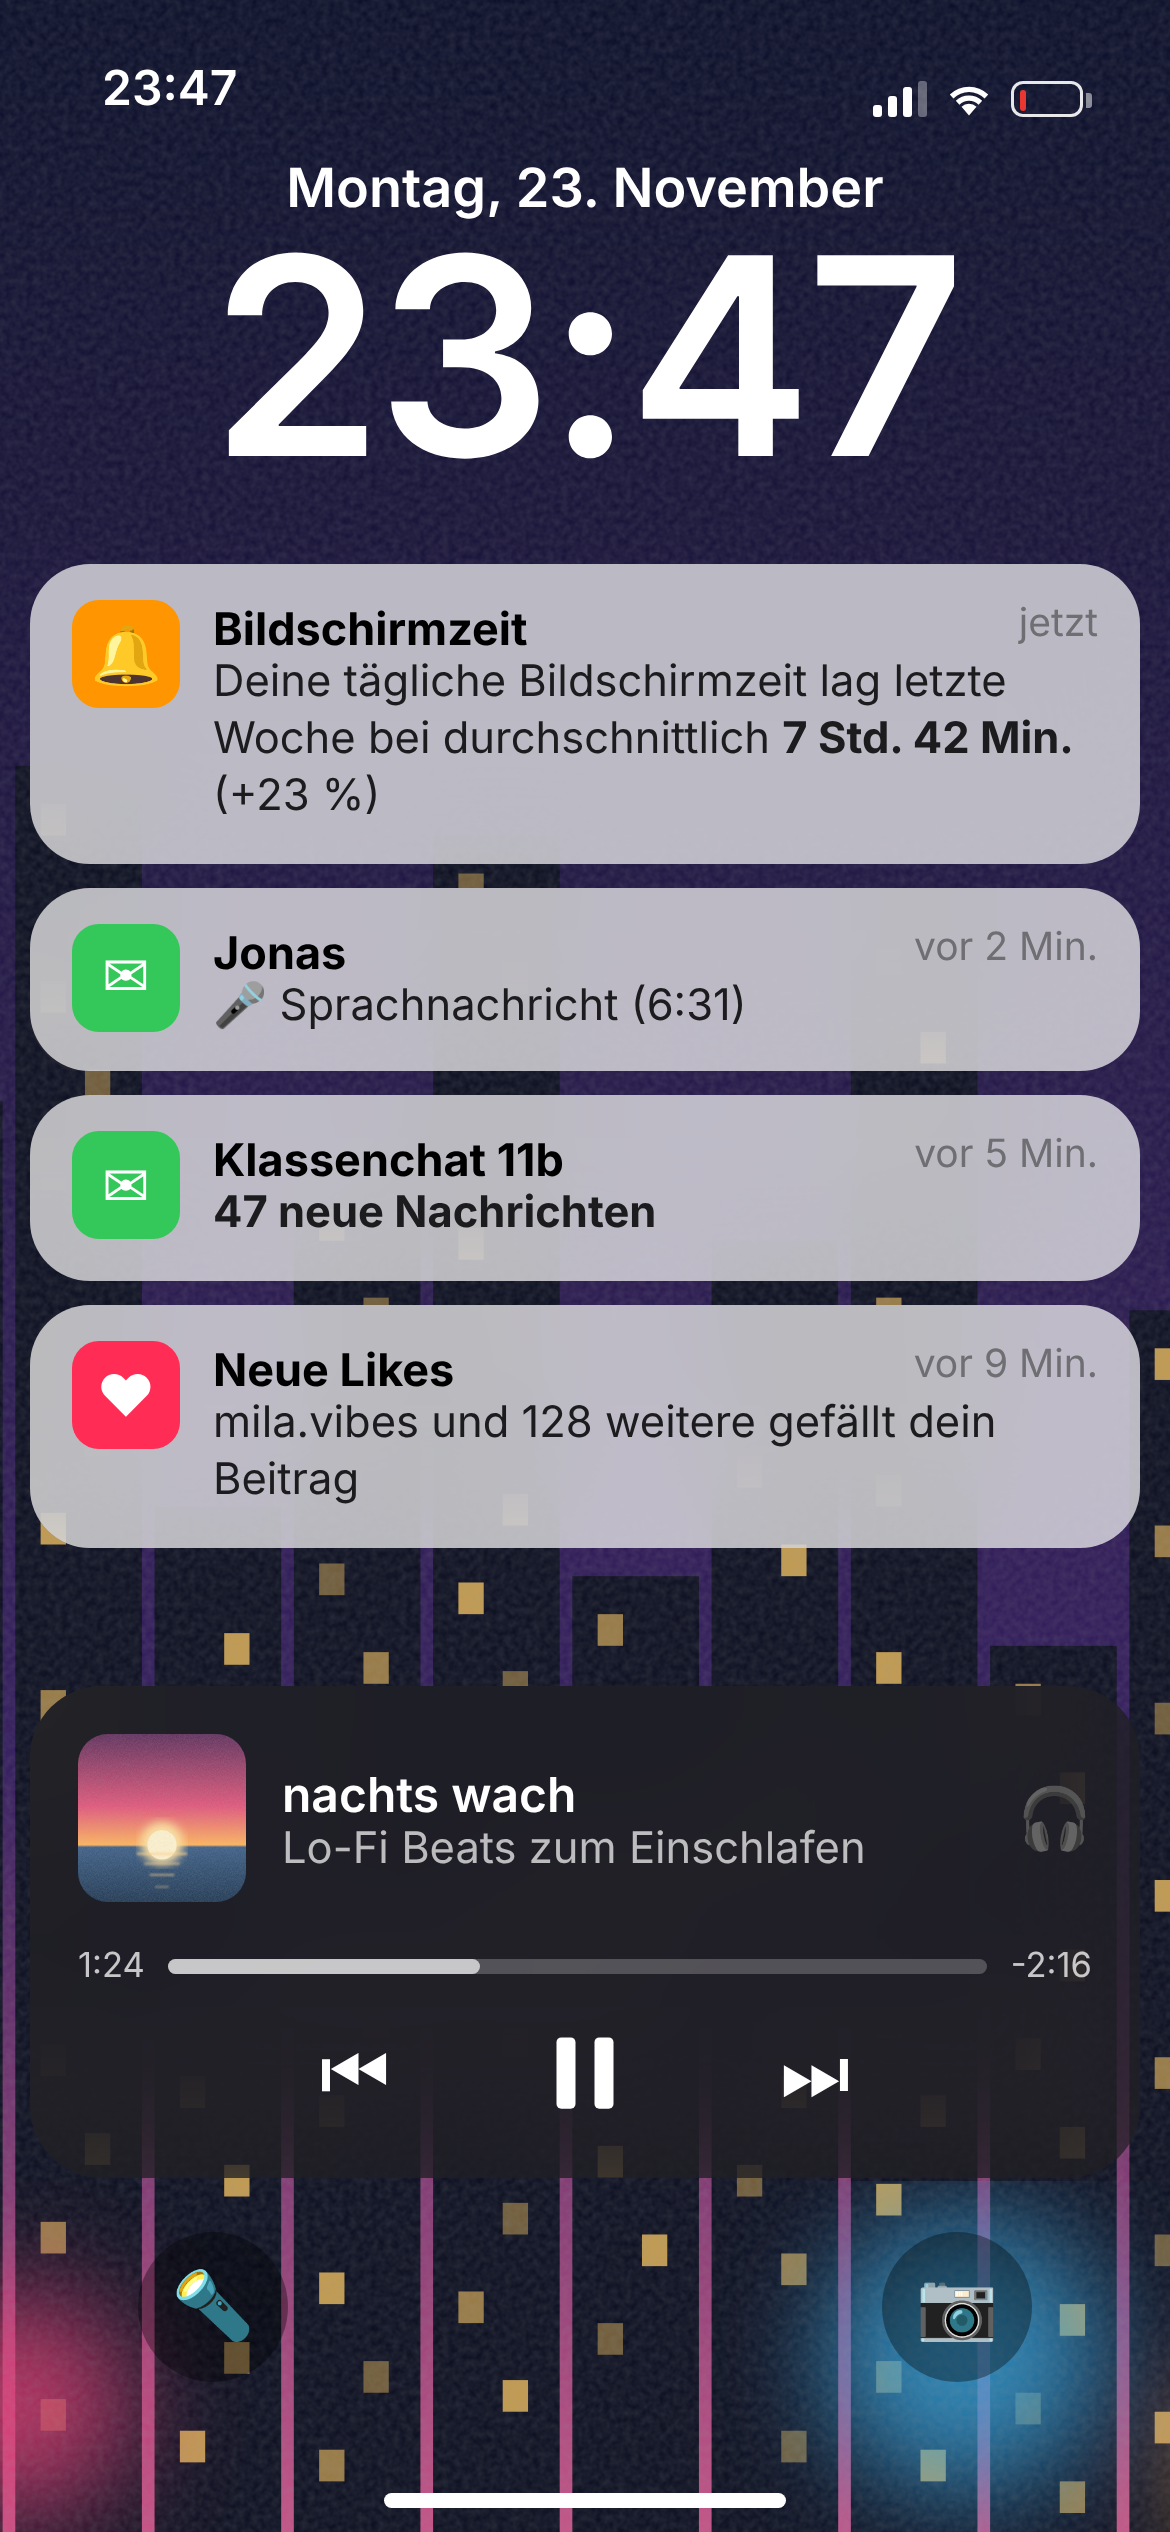 23:47
Montag, 23. November
23:47
Bildschirmzeit
jetzt
Deine tägliche Bildschirmzeit lag letzte
Woche bei durchschnittlich 7 Std. 42 Min.
(+23 %)
Jonas
vor 2 Min.
🎤 Sprachnachricht (6:31)
Klassenchat 11b
vor 5 Min.
47 neue Nachrichten
Neue Likes
vor 9 Min.
mila.vibes und 128 weitere gefällt dein
Beitrag
nachts wach
Lo-Fi Beats zum Einschlafen
1:24
-2:16